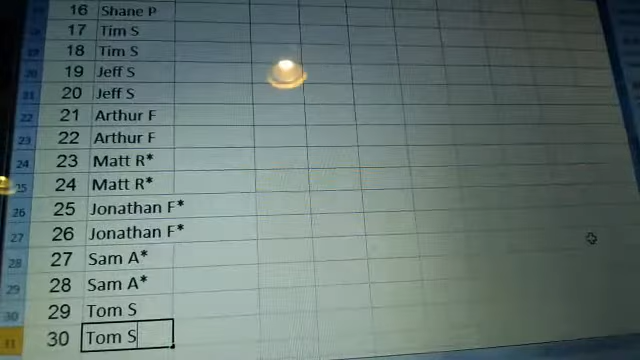 16 Shane P
17 Tim S
18 Tim S
19 Jeff S
20 Jeff S
21 Arthur F
22 Arthur F
23 Matt R*
24 Matt R*
25 Jonathan F*
26 Jonathan F*
27 Sam A*
28 Sam A*
29 Tom S
30 Tom S